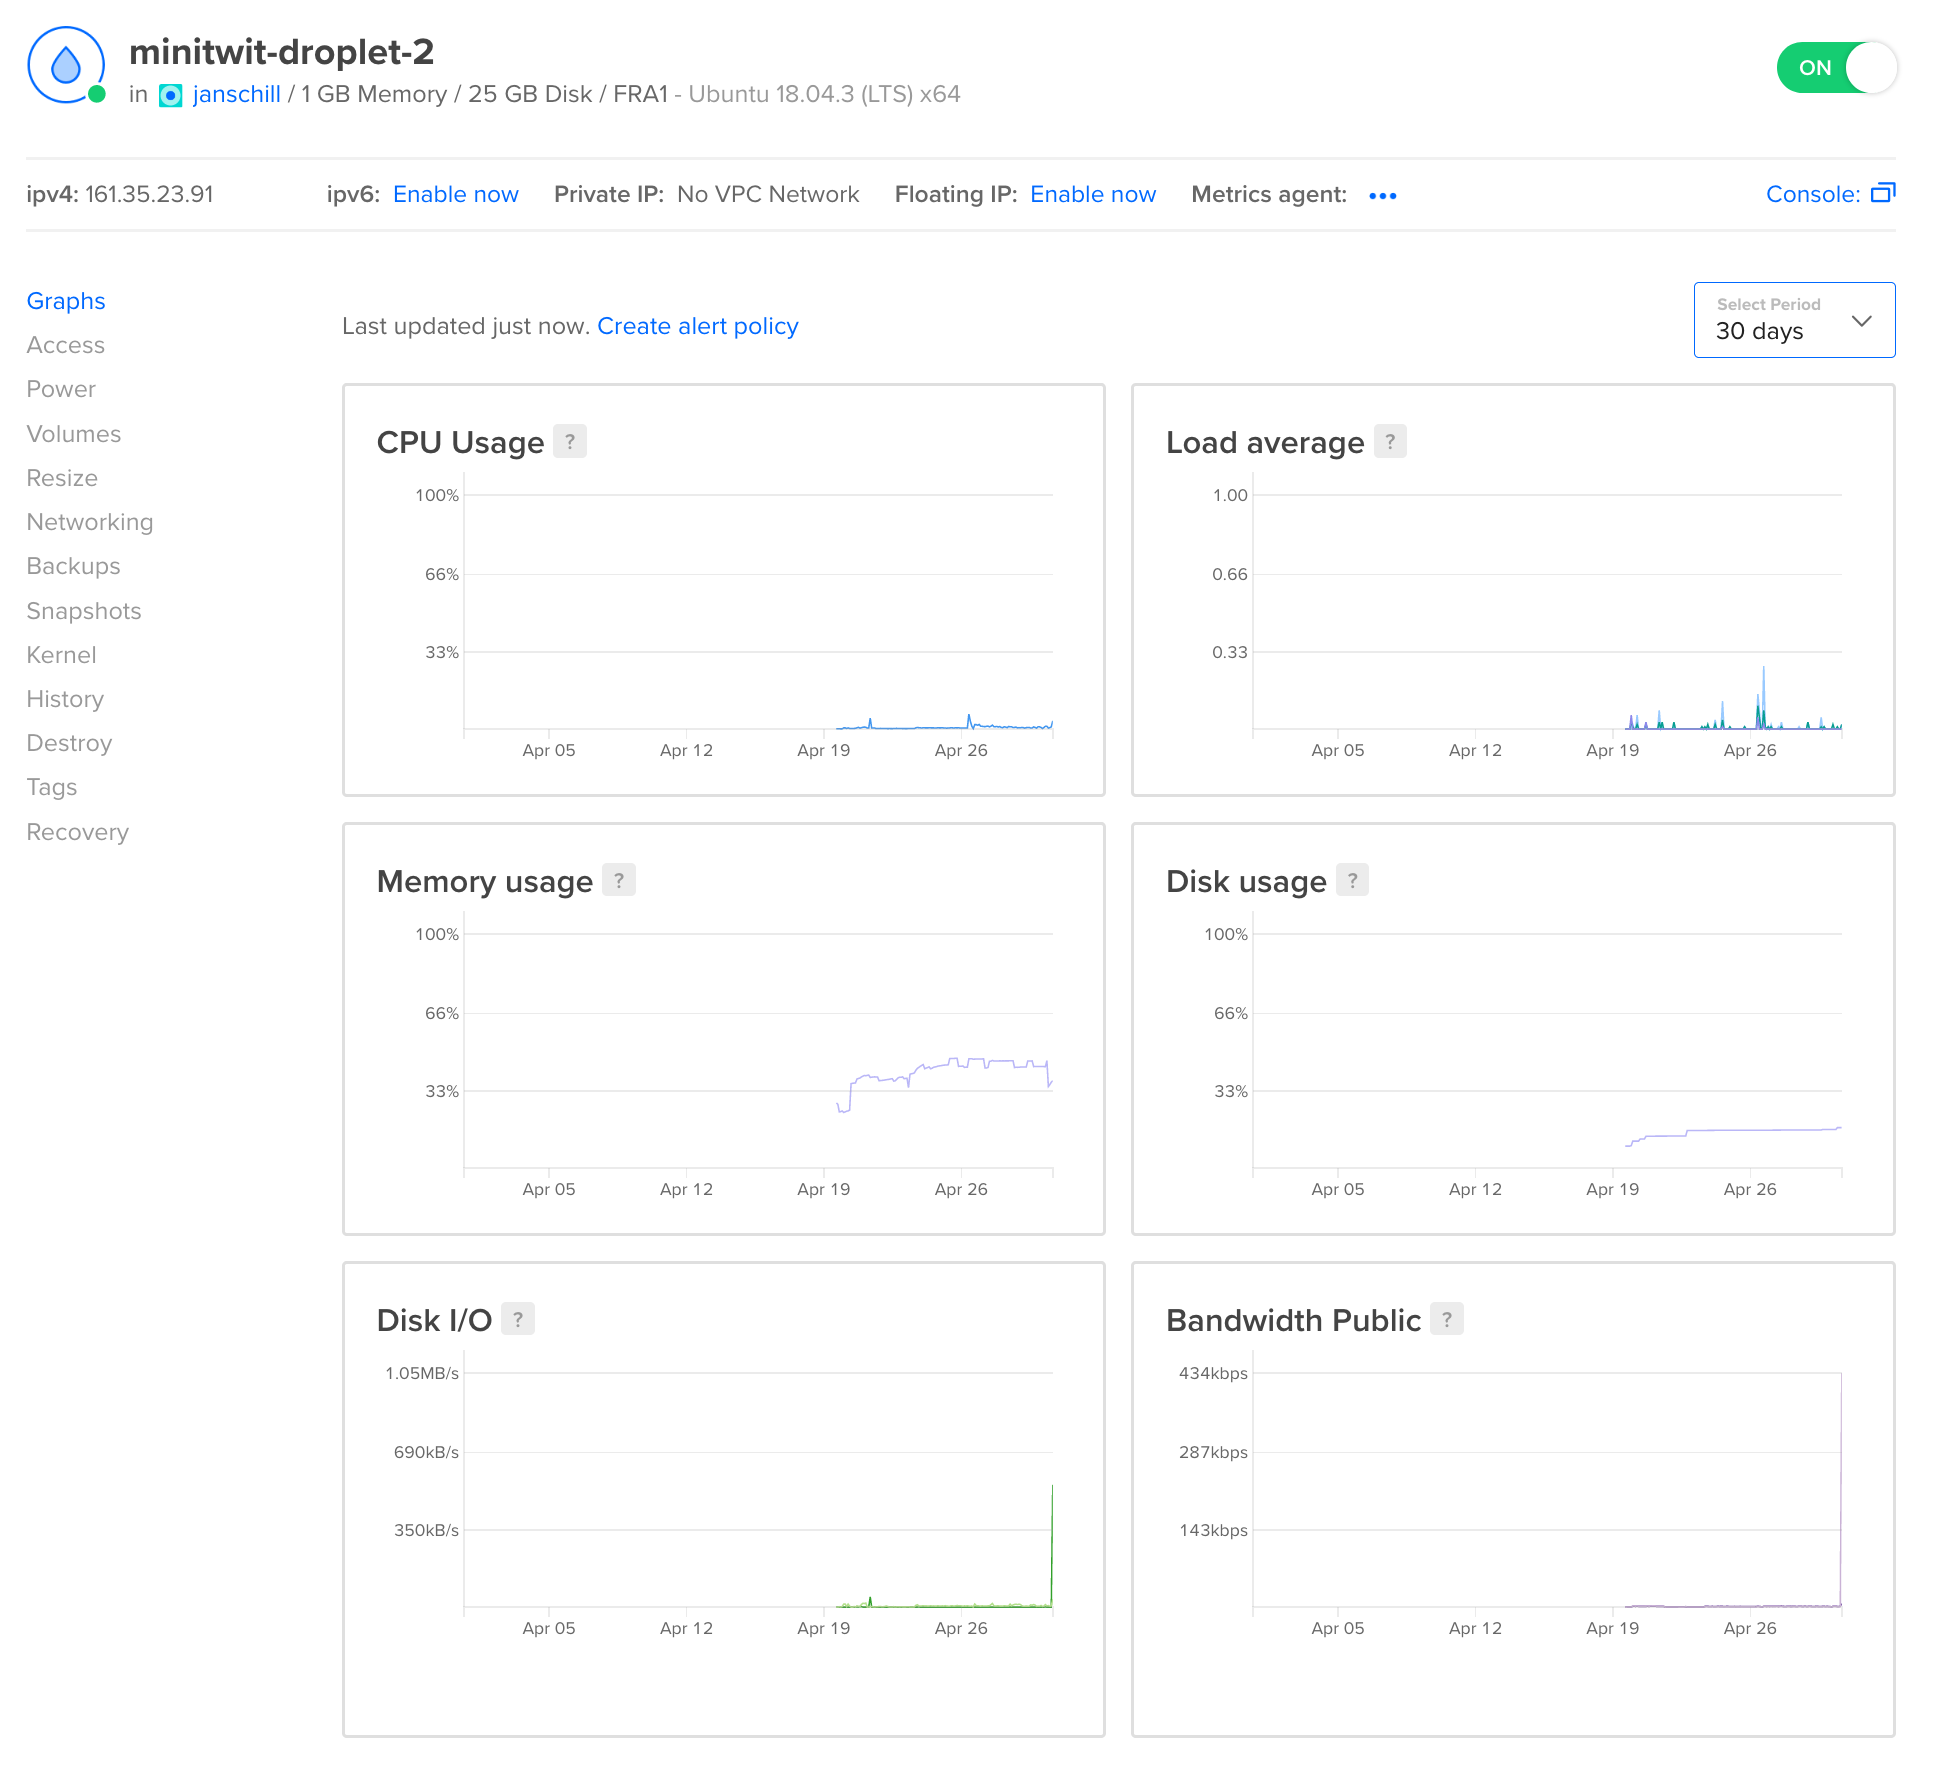 minitwit-droplet-2
in janschill / 1 GB Memory / 25 GB Disk / FRA1 - Ubuntu 18.04.3 (LTS) x64
ON
ipv4: 161.35.23.91 ipv6: Enable now Private IP: No VPC Network Floating IP: Enable now Metrics agent: ••• Console:
Graphs
Access
Power
Volumes
Resize
Networking
Backups
Snapshots
Kernel
History
Destroy
Tags
Recovery
Last updated just now. Create alert policy
Select Period
30 days
CPU Usage ?
100%
66%
33%
Apr 05 Apr 12 Apr 19 Apr 26
Load average ?
1.00
0.66
0.33
Apr 05 Apr 12 Apr 19 Apr 26
Memory usage ?
100%
66%
33%
Apr 05 Apr 12 Apr 19 Apr 26
Disk usage ?
100%
66%
33%
Apr 05 Apr 12 Apr 19 Apr 26
Disk I/O ?
1.05MB/s
690kB/s
350kB/s
Apr 05 Apr 12 Apr 19 Apr 26
Bandwidth Public ?
434kbps
287kbps
143kbps
Apr 05 Apr 12 Apr 19 Apr 26